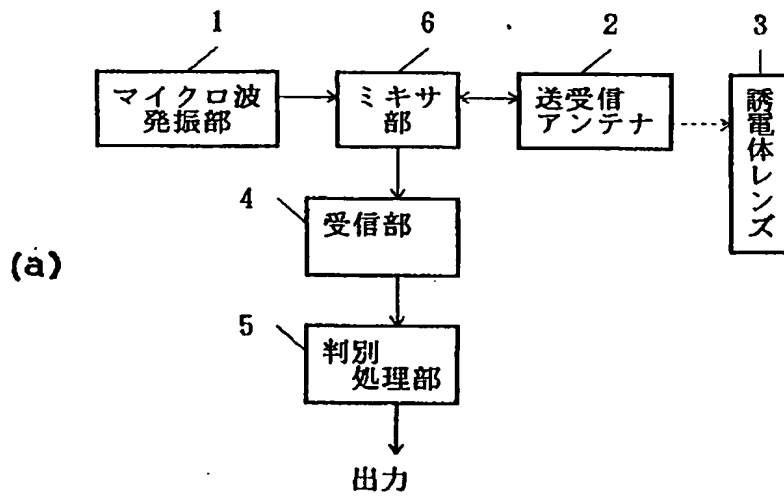 1
6
2
3
マイクロ波
発振部
ミキサ
部
送受信
アンテナ
誘電体レンズ
4
受信部
(a)
5
判別
処理部
出力